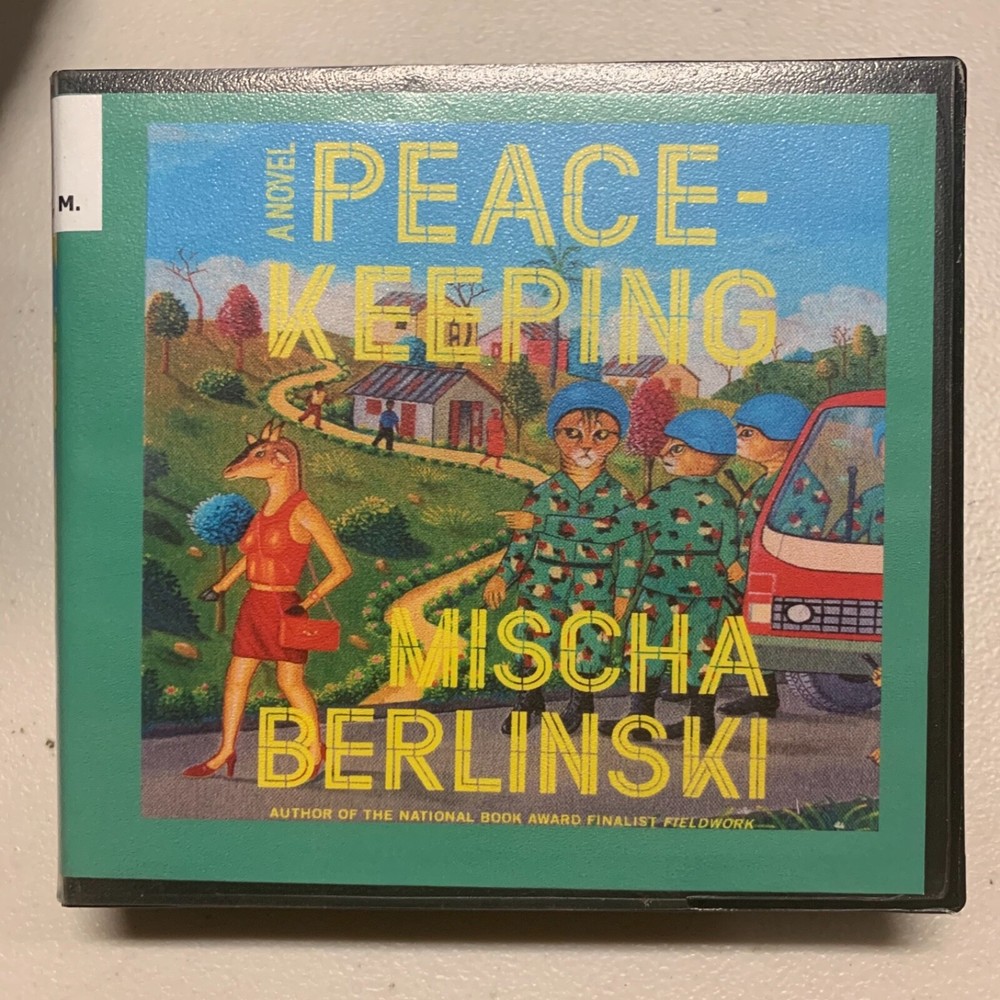 M.
A NOVEL
PEACE-
KEEPING
MISCHA
BERLINSKI
AUTHOR OF THE NATIONAL BOOK AWARD FINALIST FIELDWORK